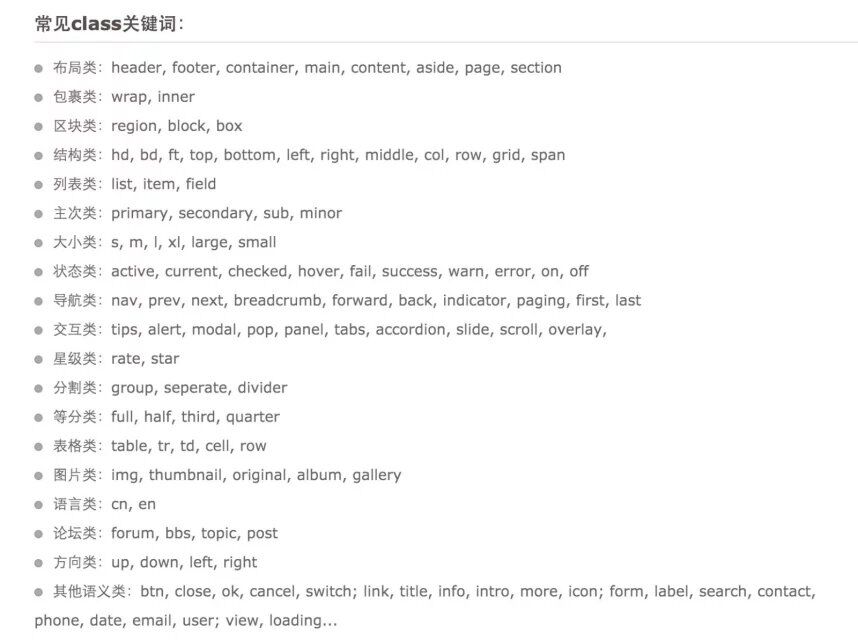 常见class关键词：
布局类：header, footer, container, main, content, aside, page, section
包裹类：wrap, inner
区块类：region, block, box
结构类：hd, bd, ft, top, bottom, left, right, middle, col, row, grid, span
列表类：list, item, field
主次类：primary, secondary, sub, minor
大小类：s, m, l, xl, large, small
状态类：active, current, checked, hover, fail, success, warn, error, on, off
导航类：nav, prev, next, breadcrumb, forward, back, indicator, paging, first, last
交互类：tips, alert, modal, pop, panel, tabs, accordion, slide, scroll, overlay,
星级类：rate, star
分割类：group, seperate, divider
等分类：full, half, third, quarter
表格类：table, tr, td, cell, row
图片类：img, thumbnail, original, album, gallery
语言类：cn, en
论坛类：forum, bbs, topic, post
方向类：up, down, left, right
其他语义类：btn, close, ok, cancel, switch; link, title, info, intro, more, icon; form, label, search, contact,
phone, date, email, user; view, loading...